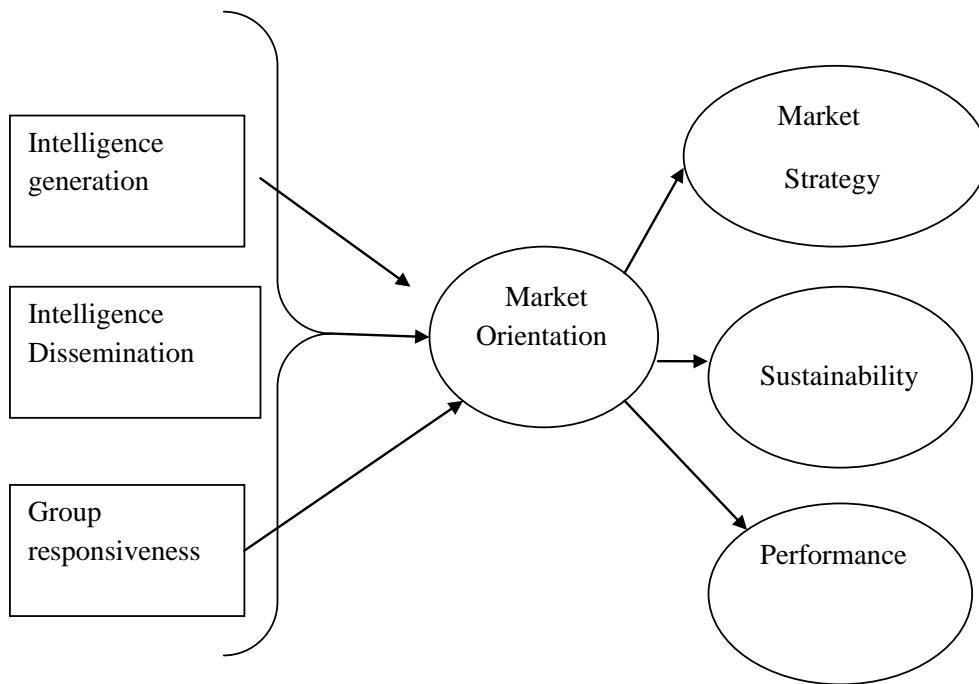 Intelligence
generation
Intelligence
Dissemination
Group
responsiveness
Market
Orientation
Market
Strategy
Sustainability
Performance